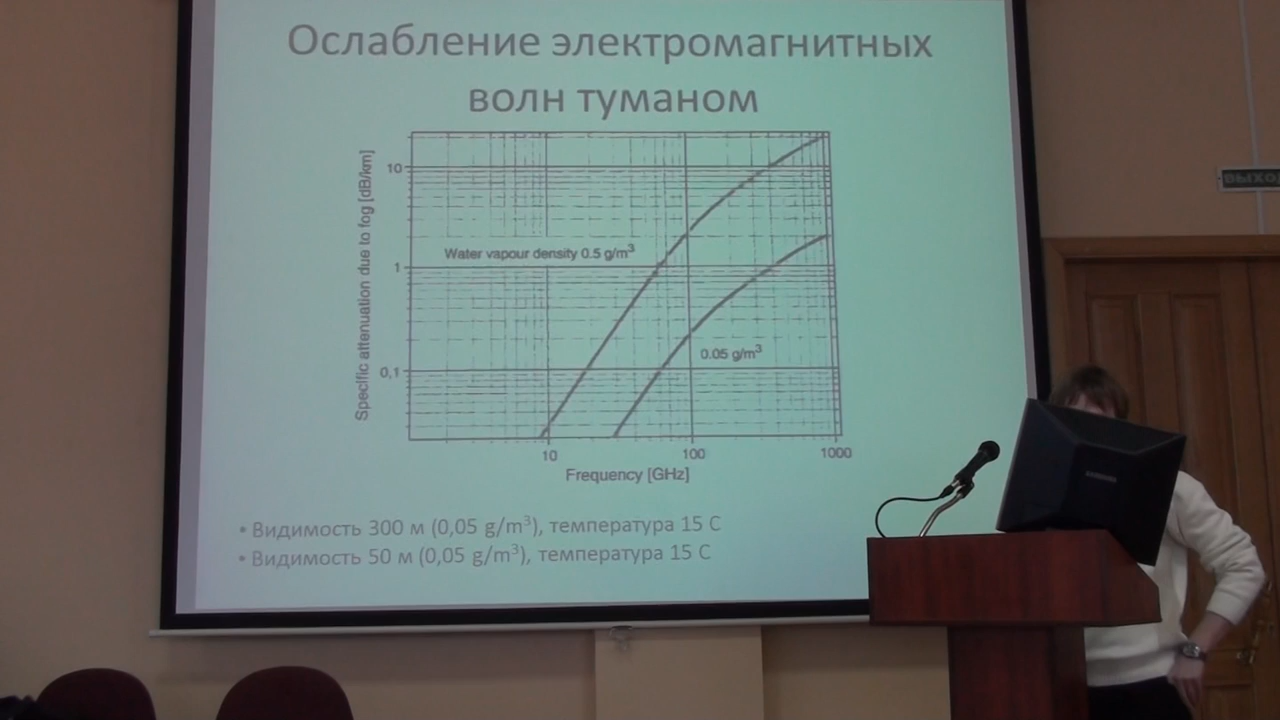 Ослабление электромагнитных
волн туманом
Specific attenuation due to fog [dB/km]
10
1
0,1
Water vapour density 0.5 g/m³
0.05 g/m³
10
100
1000
Frequency [GHz]
• Видимость 300 м (0,05 g/m³), температура 15 С
• Видимость 50 м (0,05 g/m³), температура 15 С
ВЫХОД
SAMSUNG